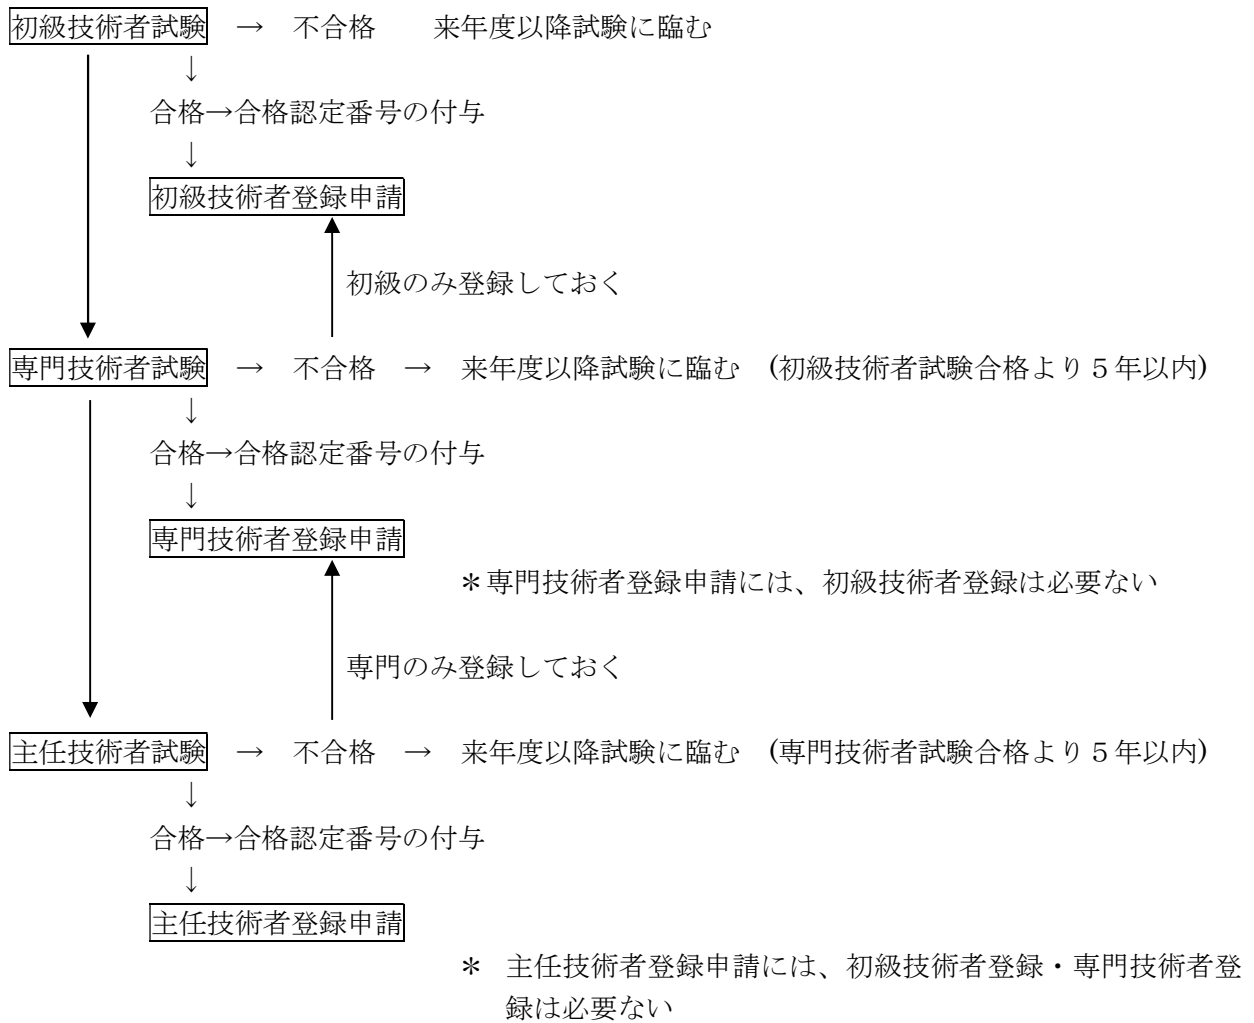 初級技術者試験 → 不合格 来年度以降試験に臨む
↓
合格→合格認定番号の付与
↓
初級技術者登録申請
初級のみ登録しておく
専門技術者試験 → 不合格 → 来年度以降試験に臨む (初級技術者試験合格より5年以内)
↓
合格→合格認定番号の付与
↓
専門技術者登録申請
＊専門技術者登録申請には、初級技術者登録は必要ない
専門のみ登録しておく
主任技術者試験 → 不合格 → 来年度以降試験に臨む (専門技術者試験合格より5年以内)
↓
合格→合格認定番号の付与
↓
主任技術者登録申請
＊ 主任技術者登録申請には、初級技術者登録・専門技術者登
録は必要ない